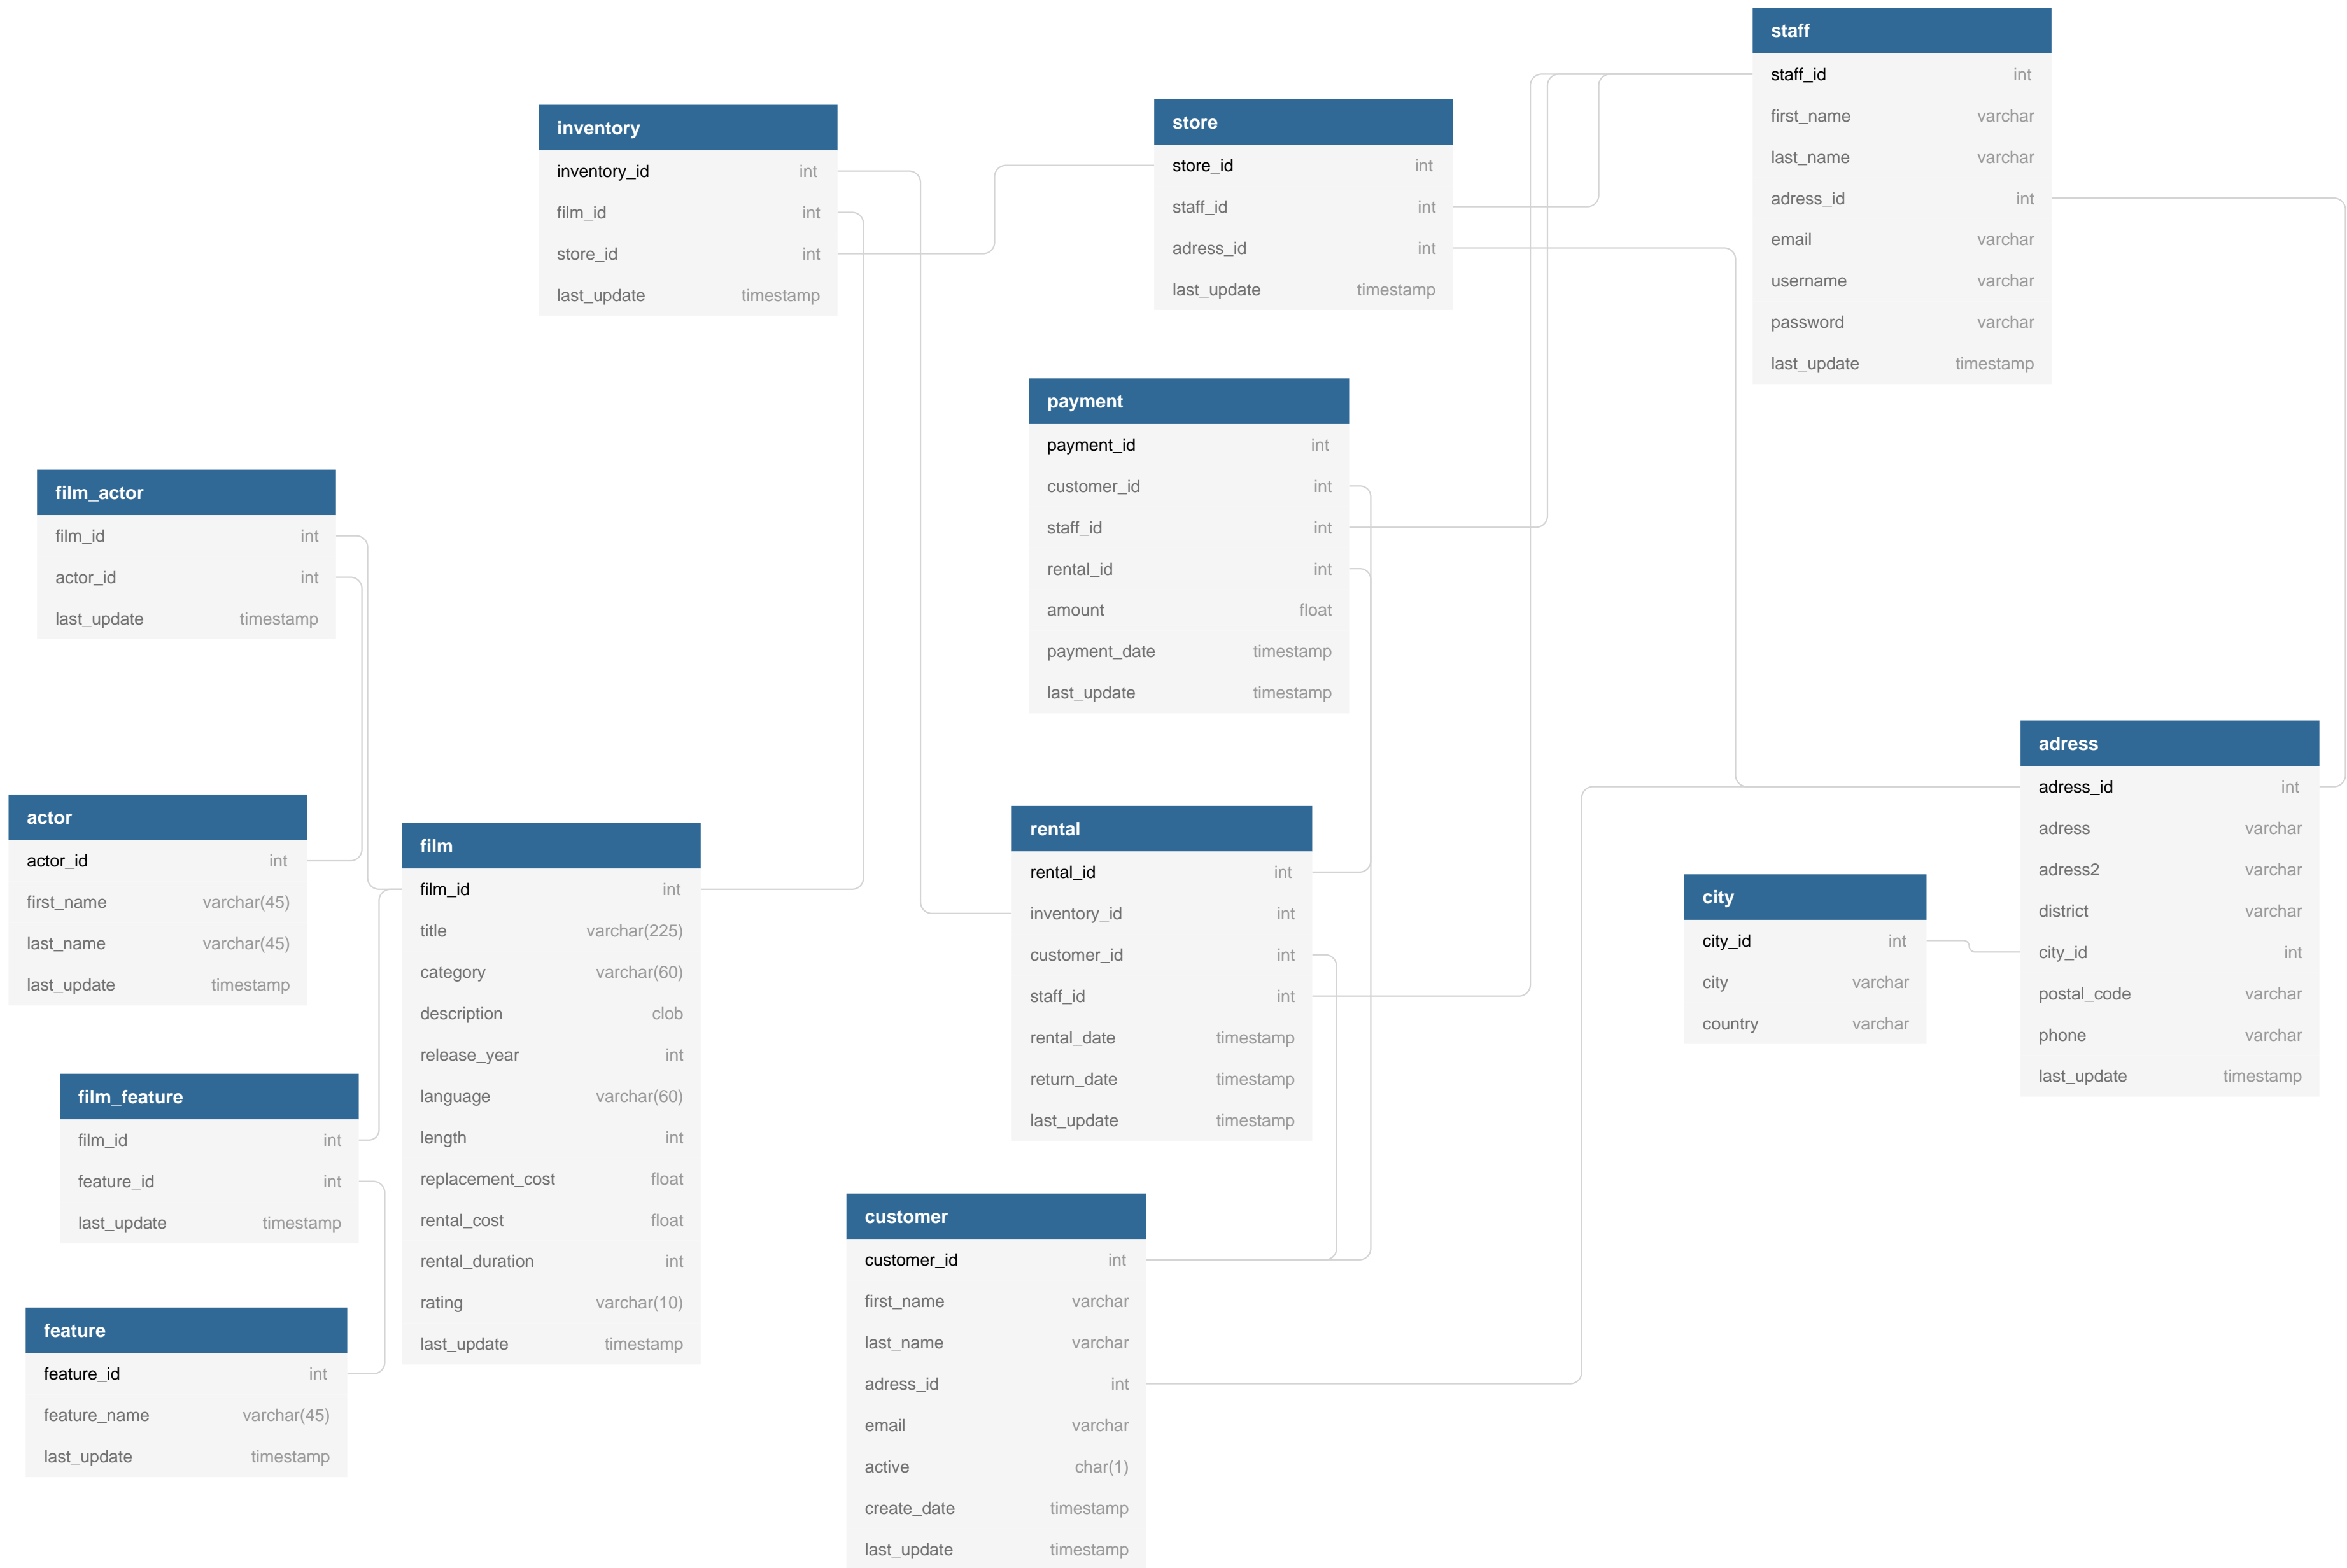 staff
staff_id int
first_name varchar
last_name varchar
adress_id int
email varchar
username varchar
password varchar
last_update timestamp
inventory
inventory_id int
film_id int
store_id int
last_update timestamp
store
store_id int
staff_id int
adress_id int
last_update timestamp
payment
payment_id int
customer_id int
staff_id int
rental_id int
amount float
payment_date timestamp
last_update timestamp
film_actor
film_id int
actor_id int
last_update timestamp
adress
adress_id int
adress varchar
adress2 varchar
district varchar
city_id int
postal_code varchar
phone varchar
last_update timestamp
actor
actor_id int
first_name varchar(45)
last_name varchar(45)
last_update timestamp
film
film_id int
title varchar(225)
category varchar(60)
description clob
release_year int
language varchar(60)
length int
replacement_cost float
rental_cost float
rental_duration int
rating varchar(10)
last_update timestamp
rental
rental_id int
inventory_id int
customer_id int
staff_id int
rental_date timestamp
return_date timestamp
last_update timestamp
city
city_id int
city varchar
country varchar
film_feature
film_id int
feature_id int
last_update timestamp
customer
customer_id int
first_name varchar
last_name varchar
adress_id int
email varchar
active char(1)
create_date timestamp
last_update timestamp
feature
feature_id int
feature_name varchar(45)
last_update timestamp